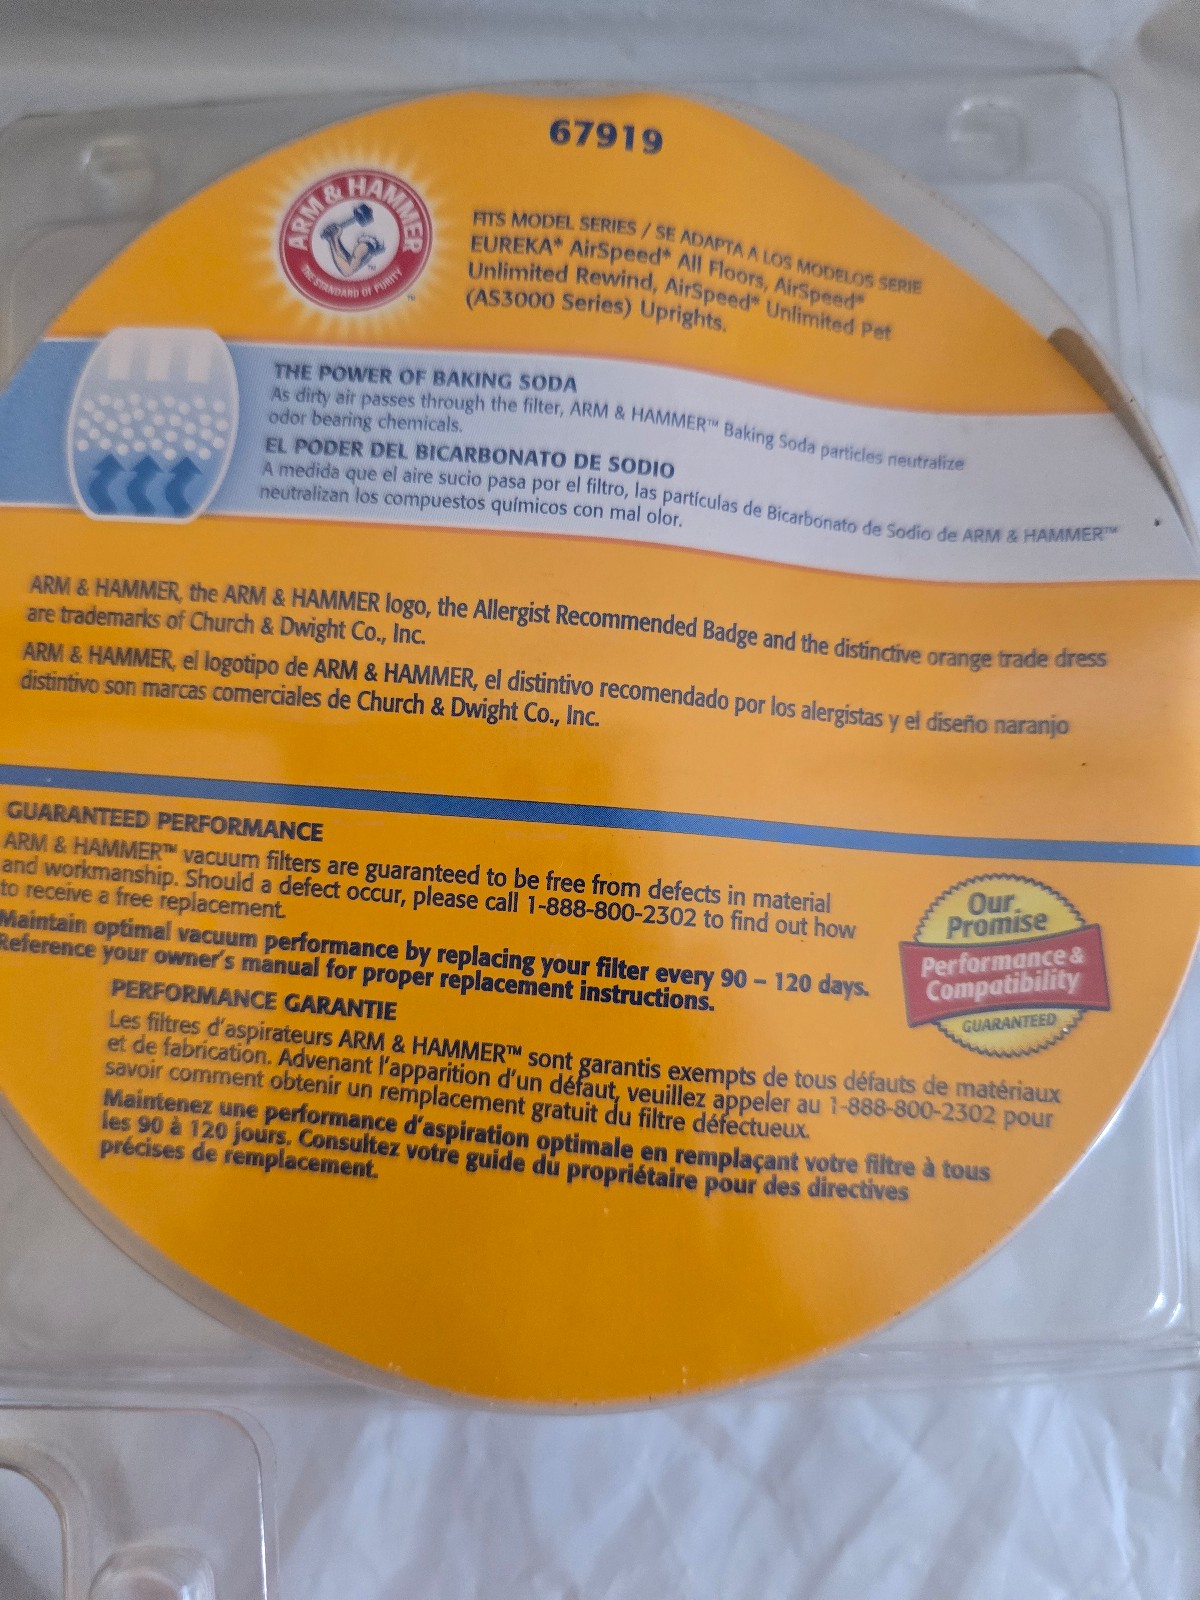 67919
ARM & HAMMER
THE STANDARD OF PURITY
™
™
FITS MODEL SERIES / SE ADAPTA A LOS MODELOS SERIE
EUREKA* AirSpeed* All Floors, AirSpeed*
Unlimited Rewind, AirSpeed* Unlimited Pet
(AS3000 Series) Uprights.
THE POWER OF BAKING SODA
As dirty air passes through the filter, ARM & HAMMER™ Baking Soda particles neutralize
odor bearing chemicals.
EL PODER DEL BICARBONATO DE SODIO
A medida que el aire sucio pasa por el filtro, las partículas de Bicarbonato de Sodio de ARM & HAMMER™
neutralizan los compuestos químicos con mal olor.
ARM & HAMMER, the ARM & HAMMER logo, the Allergist Recommended Badge and the distinctive orange trade dress
are trademarks of Church & Dwight Co., Inc.
ARM & HAMMER, el logotipo de ARM & HAMMER, el distintivo recomendado por los alergistas y el diseño naranjo
distintivo son marcas comerciales de Church & Dwight Co., Inc.
GUARANTEED PERFORMANCE
ARM & HAMMER™ vacuum filters are guaranteed to be free from defects in material
and workmanship. Should a defect occur, please call 1-888-800-2302 to find out how
to receive a free replacement.
Maintain optimal vacuum performance by replacing your filter every 90 – 120 days.
Reference your owner's manual for proper replacement instructions.
Our
Promise
Performance &
Compatibility
GUARANTEED
PERFORMANCE GARANTIE
Les filtres d'aspirateurs ARM & HAMMER™ sont garantis exempts de tous défauts de matériaux
et de fabrication. Advenant l'apparition d'un défaut, veuillez appeler au 1-888-800-2302 pour
savoir comment obtenir un remplacement gratuit du filtre défectueux.
Maintenez une performance d'aspiration optimale en remplaçant votre filtre à tous
les 90 à 120 jours. Consultez votre guide du propriétaire pour des directives
précises de remplacement.